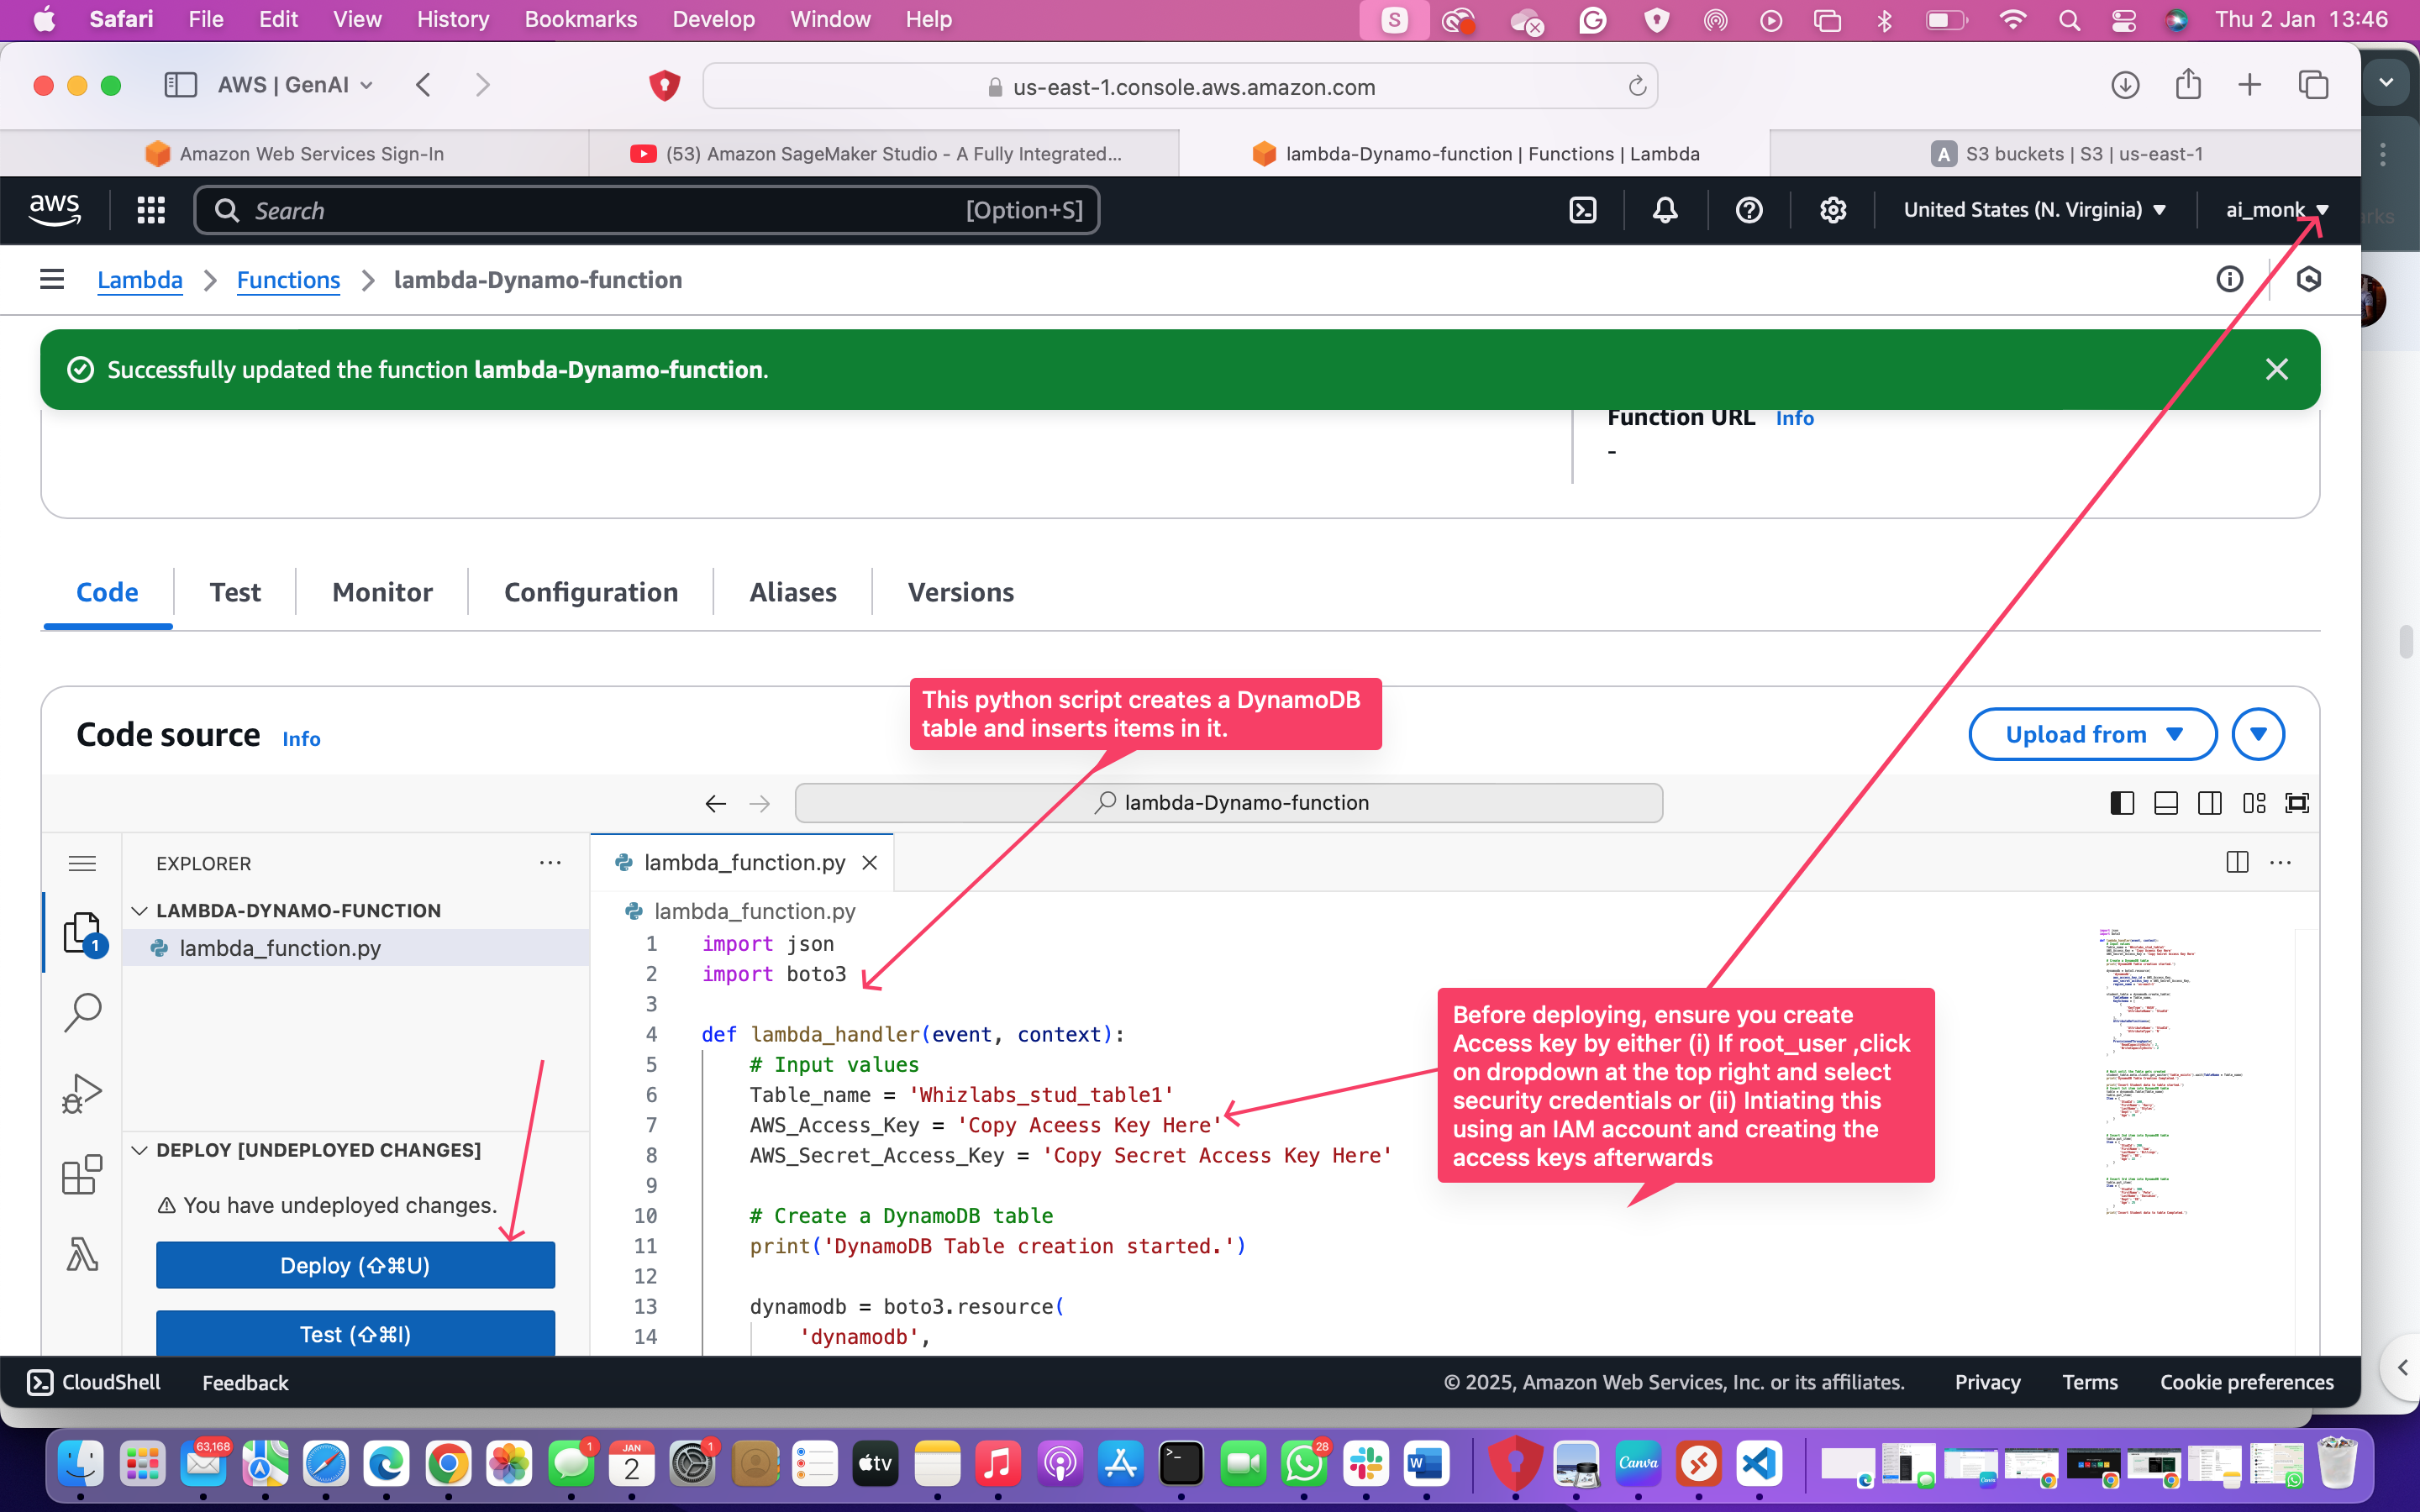 Safari File Edit View History Bookmarks Develop Window Help Thu 2 Jan 13:46
AWS | GenAI
us-east-1.console.aws.amazon.com
Amazon Web Services Sign-In
(53) Amazon SageMaker Studio - A Fully Integrated...
lambda-Dynamo-function | Functions | Lambda
A S3 buckets | S3 | us-east-1
aws Search [Option+S] United States (N. Virginia) ai_monk
Lambda Functions lambda-Dynamo-function
Successfully updated the function lambda-Dynamo-function.
Function URL Info
-
Code Test Monitor Configuration Aliases Versions
This python script creates a DynamoDB
table and inserts items in it.
Code source Info
Upload from
lambda-Dynamo-function
EXPLORER
LAMBDA-DYNAMO-FUNCTION
lambda_function.py
1
DEPLOY [UNDEPLOYED CHANGES]
You have undeployed changes.
Deploy (⇧⌘U)
Test (⇧⌘I)
lambda_function.py
lambda_function.py
1 import json
2 import boto3
3
4 def lambda_handler(event, context):
5 # Input values
6 Table_name = 'Whizlabs_stud_table1'
7 AWS_Access_Key = 'Copy Aceess Key Here'
8 AWS_Secret_Access_Key = 'Copy Secret Access Key Here'
9
10 # Create a DynamoDB table
11 print('DynamoDB Table creation started.')
12
13 dynamodb = boto3.resource(
14 'dynamodb',
Before deploying, ensure you create
Access key by either (i) If root_user ,click
on dropdown at the top right and select
security credentials or (ii) Intiating this
using an IAM account and creating the
access keys afterwards
CloudShell Feedback © 2025, Amazon Web Services, Inc. or its affiliates. Privacy Terms Cookie preferences
63,168
1
JAN
2
1
tv
28
W
Canva